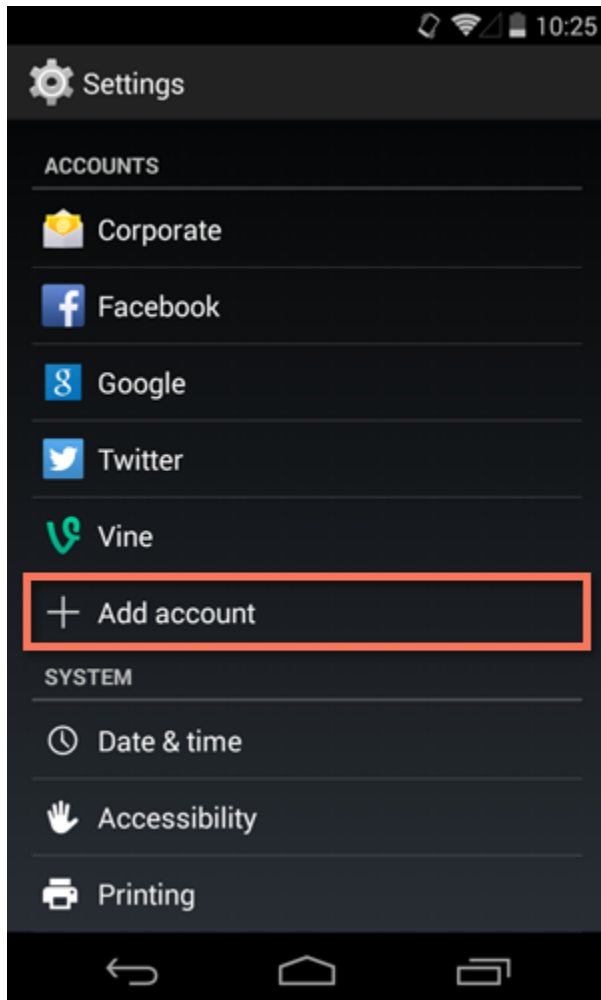 10:25
Settings
ACCOUNTS
Corporate
Facebook
Google
Twitter
Vine
Add account
SYSTEM
Date & time
Accessibility
Printing